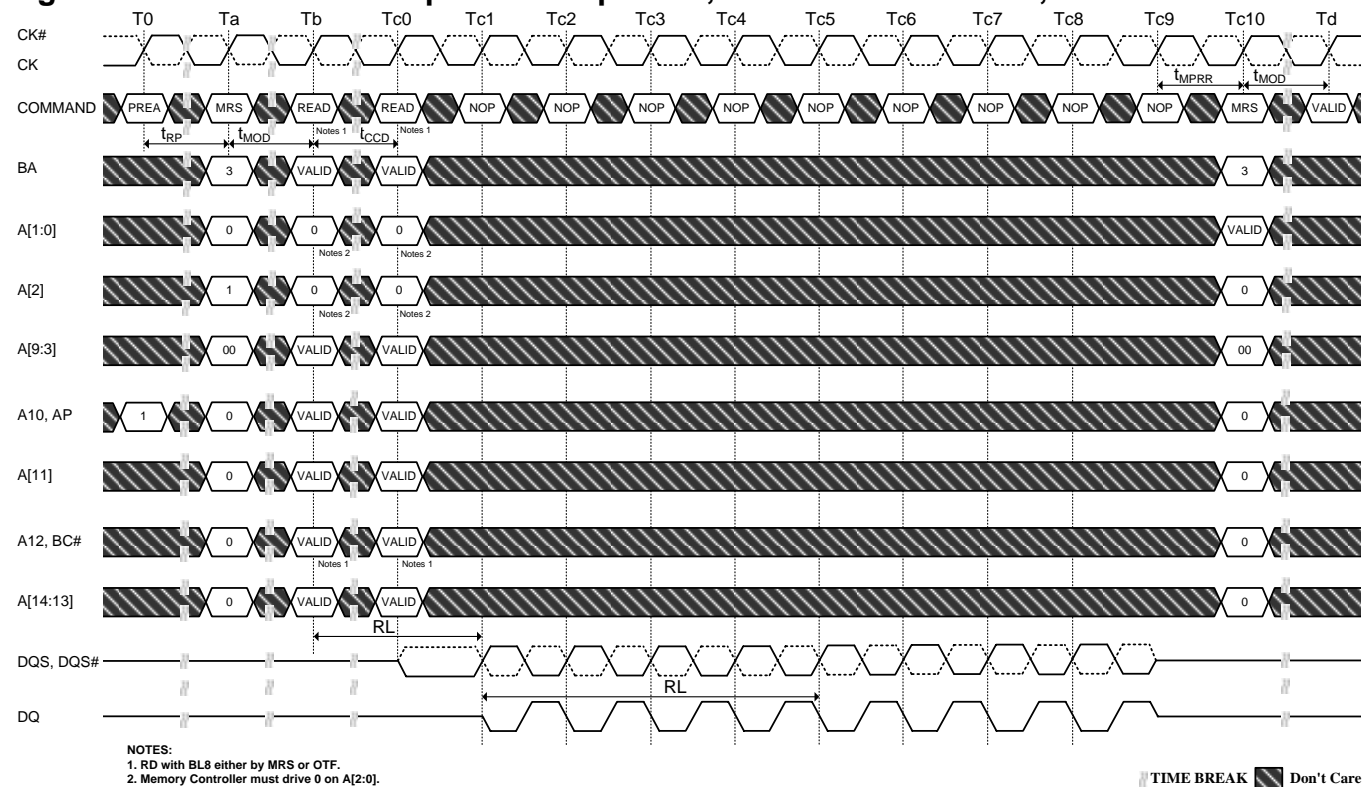 T0 Ta Tb Tc0 Tc1 Tc2 Tc3 Tc4 Tc5 Tc6 Tc7 Tc8 Tc9 Tc10 Td
CK#
CK
tMPRR tMOD
COMMAND PREA MRS READ READ NOP NOP NOP NOP NOP NOP NOP NOP NOP MRS VALID
Notes 1 Notes 1
tRP tMOD tCCD
BA 3 VALID VALID 3
A[1:0] 0 0 0 VALID
Notes 2 Notes 2
A[2] 1 0 0 0
Notes 2 Notes 2
A[9:3] 00 VALID VALID 00
A10, AP 1 0 VALID VALID 0
A[11] 0 VALID VALID 0
A12, BC# 0 VALID VALID 0
Notes 1 Notes 1
A[14:13] 0 VALID VALID 0
RL
DQS, DQS#
RL
DQ
NOTES:
1. RD with BL8 either by MRS or OTF.
2. Memory Controller must drive 0 on A[2:0].
TIME BREAK Don't Care